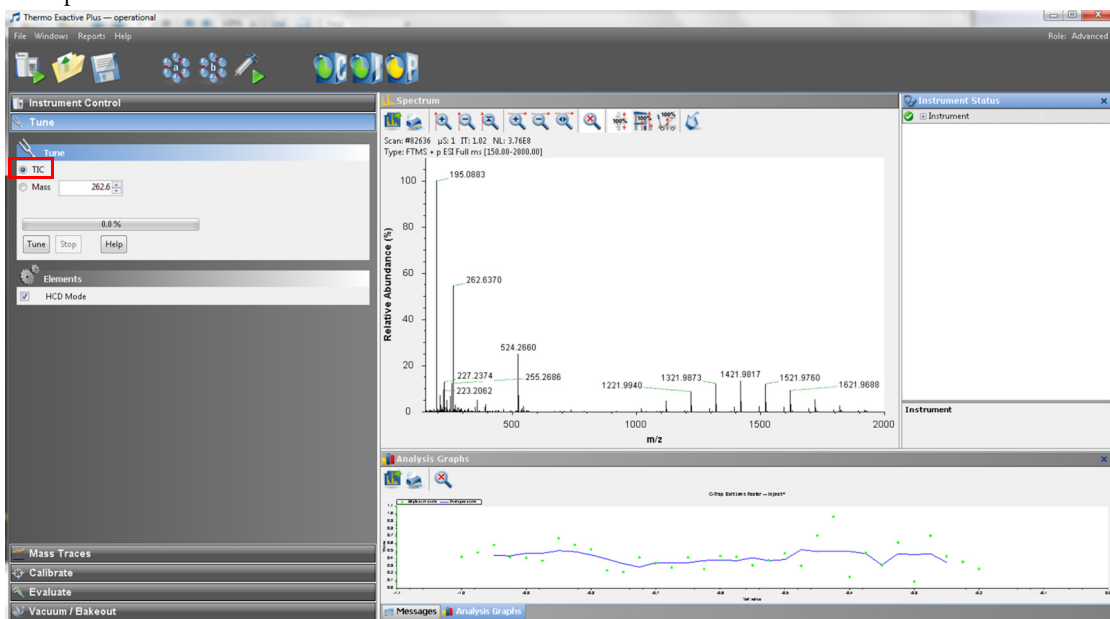 Thermo Exactive Plus — operational
File Windows Reports Help
Role: Advanced
Instrument Control
Tune
Tune
TIC
Mass 262.6
0.0 %
Tune Stop Help
Elements
HCD Mode
Mass Traces
Calibrate
Evaluate
Vacuum / Bakeout
Spectrum
Scan: #82636 µS: 1 IT: 1.02 NL: 3.76E8
Type: FTMS + p ESI Full ms [150.00-2000.00]
Relative Abundance (%)
100
80
60
40
20
0
195.0883
262.6370
524.2660
227.2374
255.2686
223.2062
1221.9940
1321.9873
1421.9817
1521.9760
1621.9688
500 1000 1500 2000
m/z
Analysis Graphs
Messages Analysis Graphs
Instrument Status
Instrument
Instrument